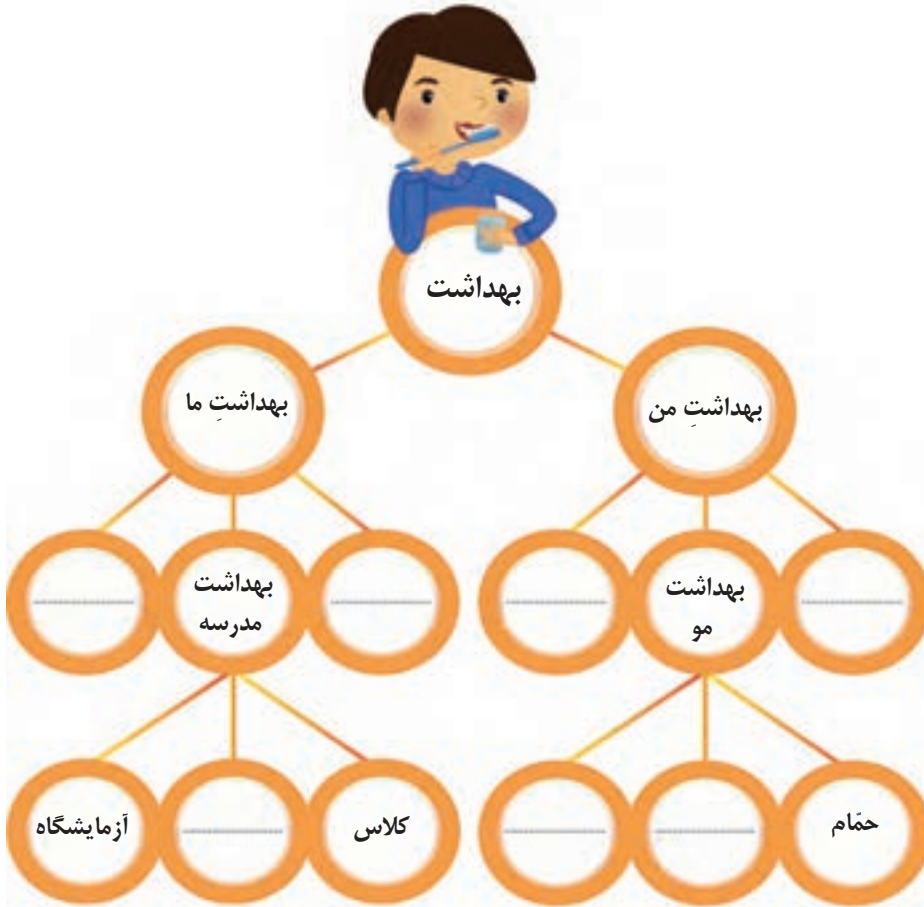 بهداشت
بهداشتِ من
بهداشتِ ما
بهداشت
مو
بهداشت
مدرسه
حمّام
کلاس
آزمایشگاه